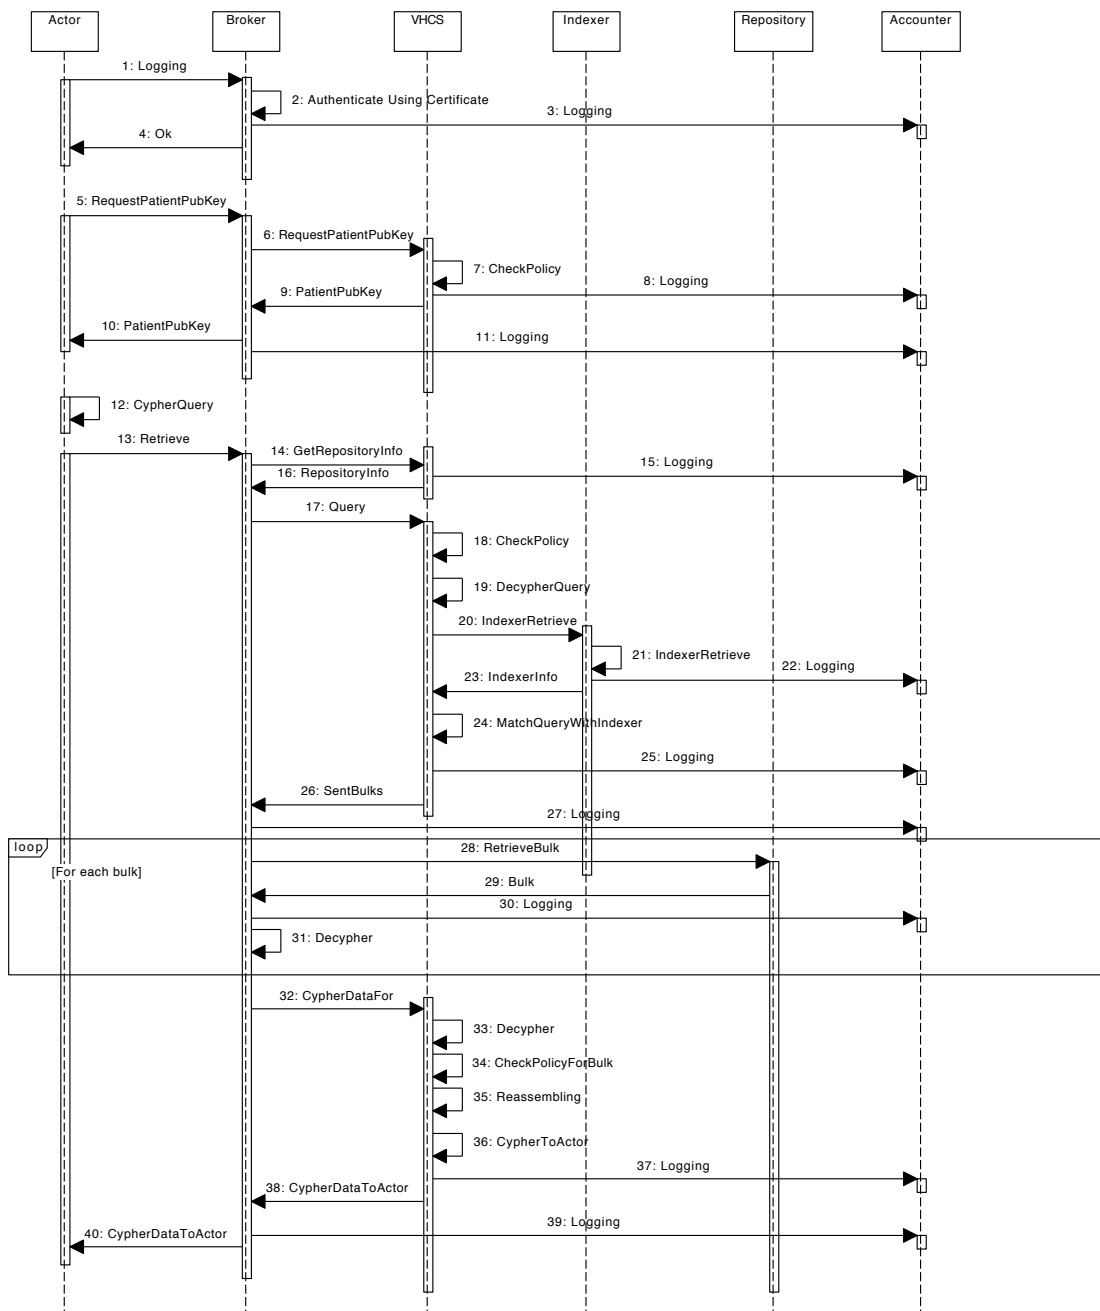 Actor
Broker
VHCS
Indexer
Repository
Accounter
1: Logging
2: Authenticate Using Certificate
3: Logging
4: Ok
5: RequestPatientPubKey
6: RequestPatientPubKey
7: CheckPolicy
8: Logging
9: PatientPubKey
10: PatientPubKey
11: Logging
12: CypherQuery
13: Retrieve
14: GetRepositoryInfo
15: Logging
16: RepositoryInfo
17: Query
18: CheckPolicy
19: DecypherQuery
20: IndexerRetrieve
21: IndexerRetrieve
22: Logging
23: IndexerInfo
24: MatchQueryWithIndexer
25: Logging
26: SentBulks
27: Logging
loop
28: RetrieveBulk
[For each bulk]
29: Bulk
30: Logging
31: Decypher
32: CypherDataFor
33: Decypher
34: CheckPolicyForBulk
35: Reassembling
36: CypherToActor
37: Logging
38: CypherDataToActor
39: Logging
40: CypherDataToActor